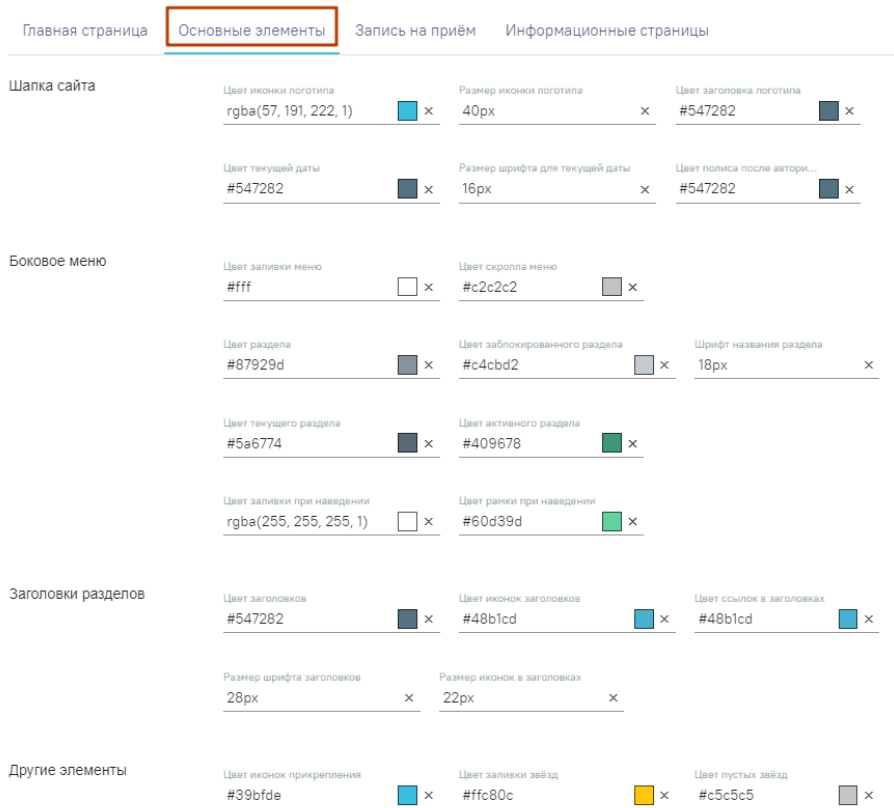 Главная страница Основные элементы Запись на приём Информационные страницы
Шапка сайта
Цвет иконки логотипа Размер иконки логотипа Цвет заголовка логотипа
rgba(57, 191, 222, 1) × 40px × #547282 ×
Цвет текущей даты Размер шрифта для текущей даты Цвет полиса после автори...
#547282 × 16px × #547282 ×
Боковое меню
Цвет заливки меню Цвет скролла меню
#fff × #c2c2c2 ×
Цвет раздела Цвет заблокированного раздела Шрифт названия раздела
#87929d × #c4cbd2 × 18px ×
Цвет текущего раздела Цвет активного раздела
#5a6774 × #409678 ×
Цвет заливки при наведении Цвет рамки при наведении
rgba(255, 255, 255, 1) × #60d39d ×
Заголовки разделов
Цвет заголовков Цвет иконок заголовков Цвет ссылок в заголовках
#547282 × #48b1cd × #48b1cd ×
Размер шрифта заголовков Размер иконок в заголовках
28px × 22px ×
Другие элементы
Цвет иконок прикрепления Цвет заливки звёзд Цвет пустых звёзд
#39bfde × #ffc80c × #c5c5c5 ×